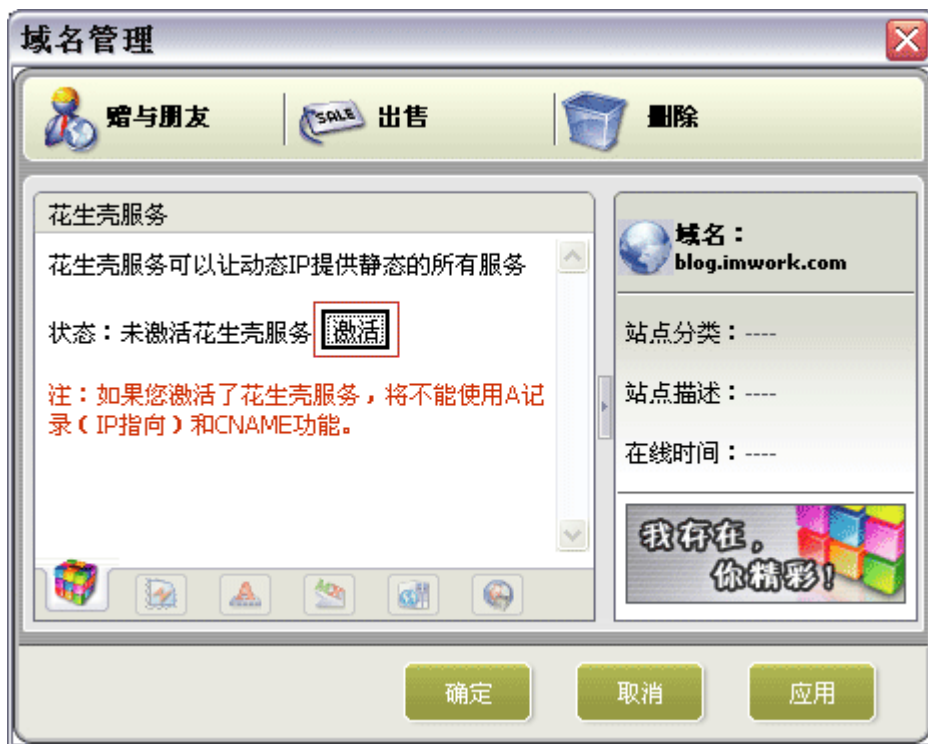 域名管理
赠与朋友
SALE 出售
删除
花生壳服务
花生壳服务可以让动态IP提供静态的所有服务
状态：未激活花生壳服务 激活
注：如果您激活了花生壳服务，将不能使用A记
录（IP指向）和CNAME功能。
域名：
blog.imwork.com
站点分类：----
站点描述：----
在线时间：----
我存在，
你精彩!
确定
取消
应用